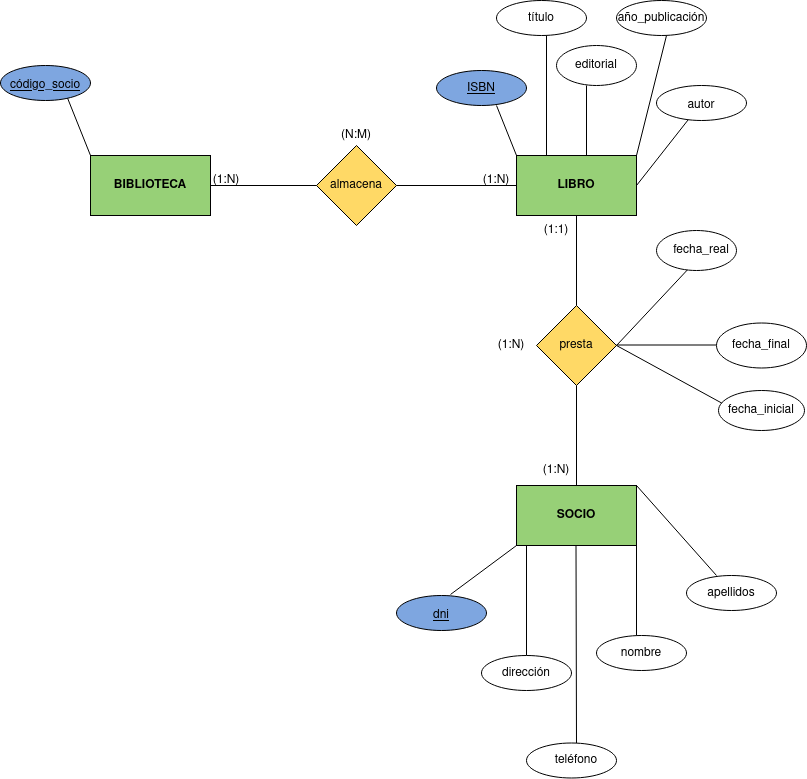 título
año_publicación
editorial
código_socio
ISBN
autor
(N:M)
BIBLIOTECA
(1:N)
almacena
(1:N)
LIBRO
(1:1)
fecha_real
(1:N)
presta
fecha_final
fecha_inicial
(1:N)
SOCIO
apellidos
dni
nombre
dirección
teléfono